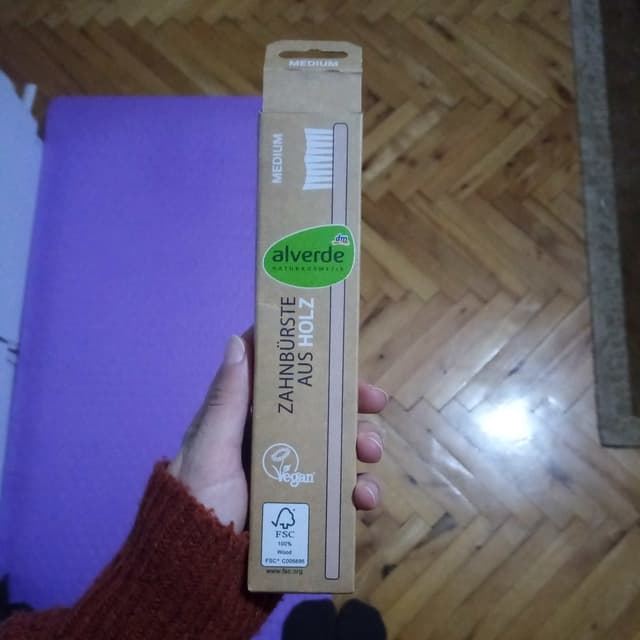 MEDIUM
MEDIUM
dm
alverde
NATURKOSMETIK
ZAHNBÜRSTE
AUS HOLZ
Vegan
FSC
100%
Wood
www.fsc.org